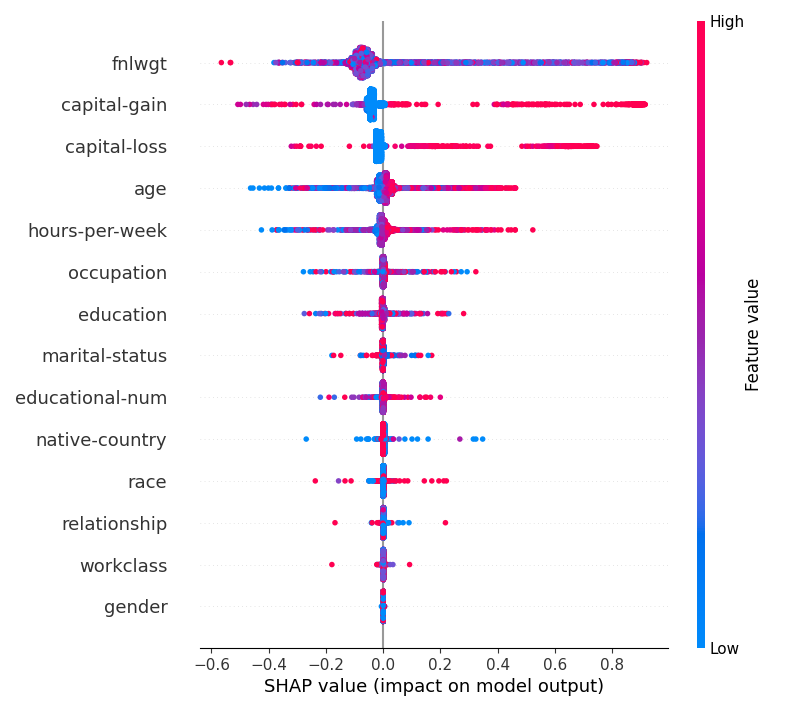 High
fnlwgt
capital-gain
capital-loss
age
hours-per-week
occupation
education
marital-status
educational-num
native-country
race
relationship
workclass
gender
Feature value
Low
−0.6 −0.4 −0.2 0.0 0.2 0.4 0.6 0.8
SHAP value (impact on model output)